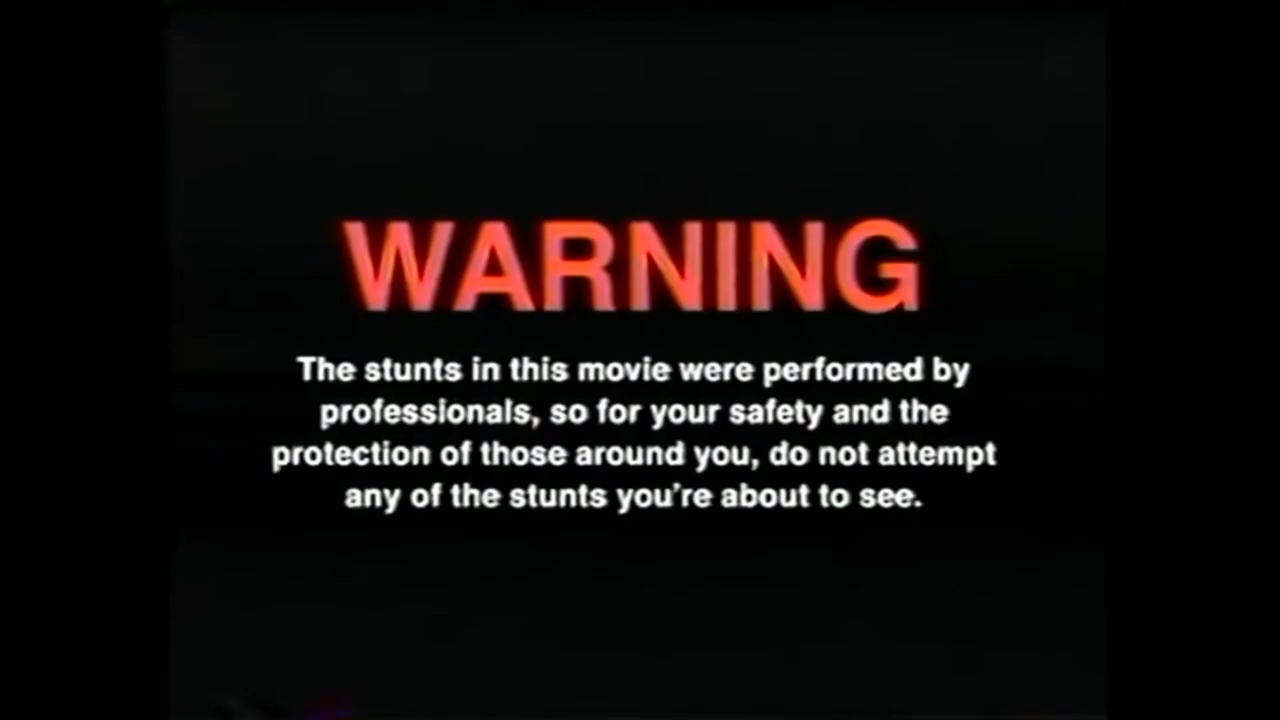 WARNING
The stunts in this movie were performed by
professionals, so for your safety and the
protection of those around you, do not attempt
any of the stunts you're about to see.